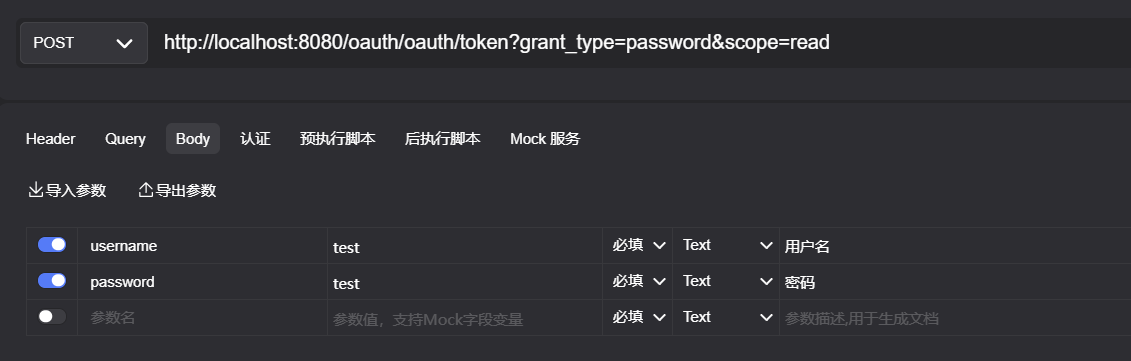 POST http://localhost:8080/oauth/oauth/token?grant_type=password&scope=read
Header Query Body 认证 预执行脚本 后执行脚本 Mock 服务
导入参数 导出参数
username test 必填 Text 用户名
password test 必填 Text 密码
参数名 参数值，支持Mock字段变量 必填 Text 参数描述,用于生成文档